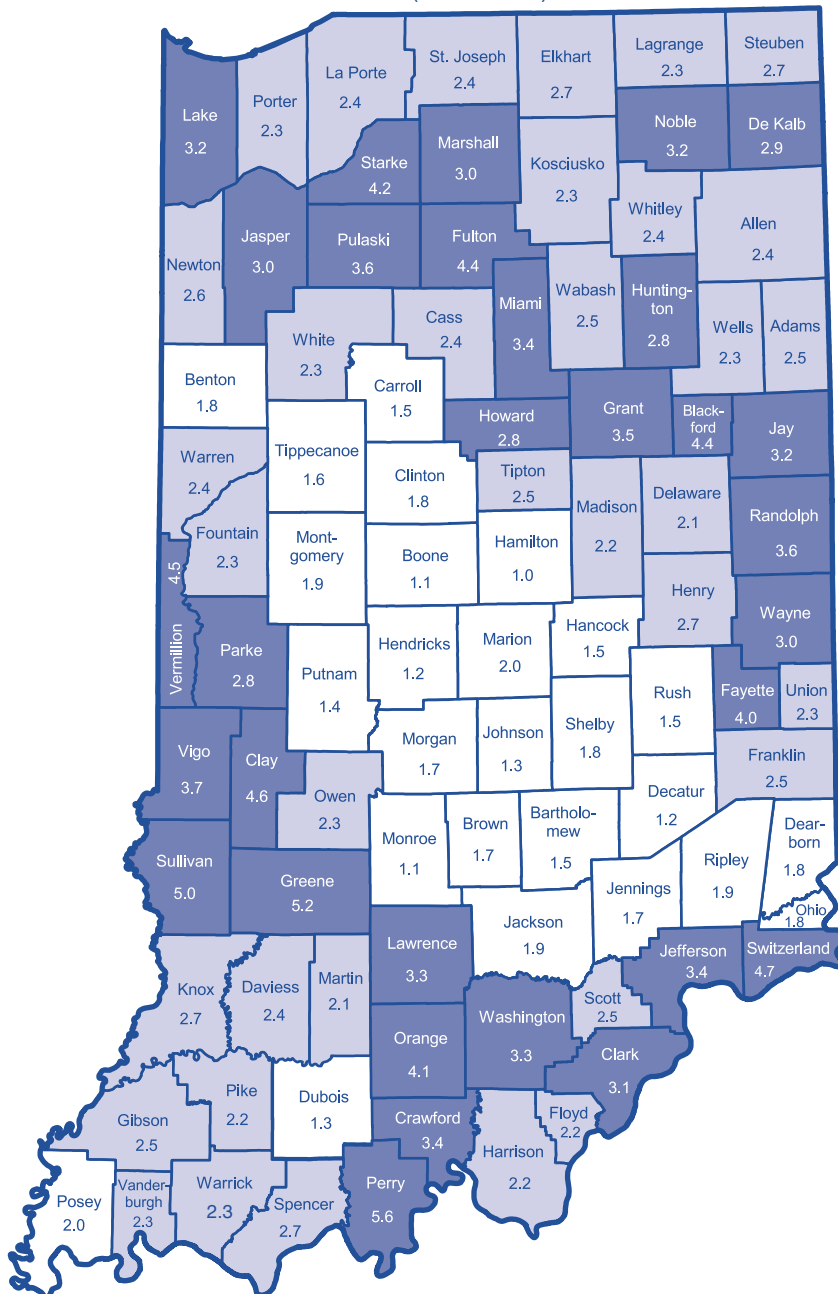 St. Joseph
2.4
Elkhart
2.7
Lagrange
2.3
Steuben
2.7
La Porte
2.4
Porter
2.3
Lake
3.2
Noble
3.2
De Kalb
2.9
Marshall
3.0
Starke
4.2
Kosciusko
2.3
Whitley
2.4
Allen
2.4
Newton
2.6
Jasper
3.0
Pulaski
3.6
Fulton
4.4
Miami
3.4
Wabash
2.5
Hunting-
ton
2.8
Wells
2.3
Adams
2.5
White
2.3
Cass
2.4
Benton
1.8
Carroll
1.5
Howard
2.8
Grant
3.5
Black-
ford
4.4
Jay
3.2
Warren
2.4
Tippecanoe
1.6
Clinton
1.8
Tipton
2.5
Madison
2.2
Delaware
2.1
Randolph
3.6
Fountain
2.3
Mont-
gomery
1.9
Boone
1.1
Hamilton
1.0
Henry
2.7
Wayne
3.0
Vermillion
4.5
Parke
2.8
Putnam
1.4
Hendricks
1.2
Marion
2.0
Hancock
1.5
Rush
1.5
Fayette
4.0
Union
2.3
Vigo
3.7
Clay
4.6
Owen
2.3
Morgan
1.7
Johnson
1.3
Shelby
1.8
Franklin
2.5
Decatur
1.2
Sullivan
5.0
Greene
5.2
Monroe
1.1
Brown
1.7
Bartholo-
mew
1.5
Jennings
1.7
Ripley
1.9
Dear-
born
1.8
Ohio
1.8
Jackson
1.9
Lawrence
3.3
Jefferson
3.4
Switzerland
4.7
Knox
2.7
Daviess
2.4
Martin
2.1
Orange
4.1
Washington
3.3
Scott
2.5
Clark
3.1
Gibson
2.5
Pike
2.2
Dubois
1.3
Crawford
3.4
Floyd
2.2
Harrison
2.2
Posey
2.0
Vander-
burgh
2.3
Warrick
2.3
Spencer
2.7
Perry
5.6